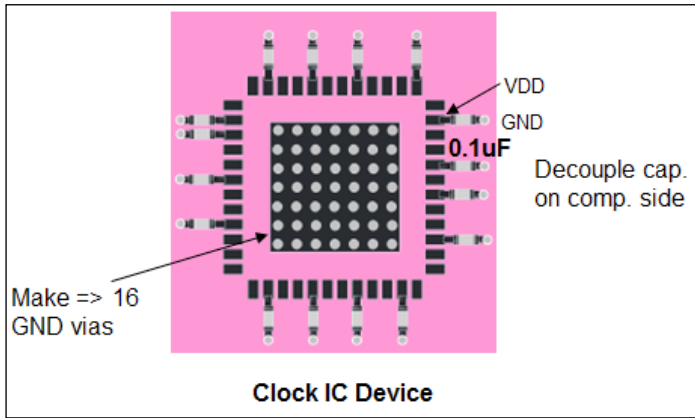 VDD
GND
0.1uF
Decouple cap.
on comp. side
Make => 16
GND vias
Clock IC Device